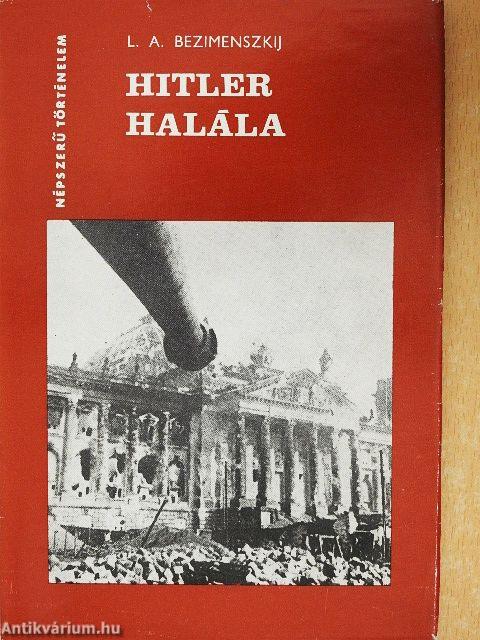 L. A. BEZIMENSZKIJ
HITLER
HALÁLA
NÉPSZERŰ TÖRTÉNELEM
Antikvárium.hu